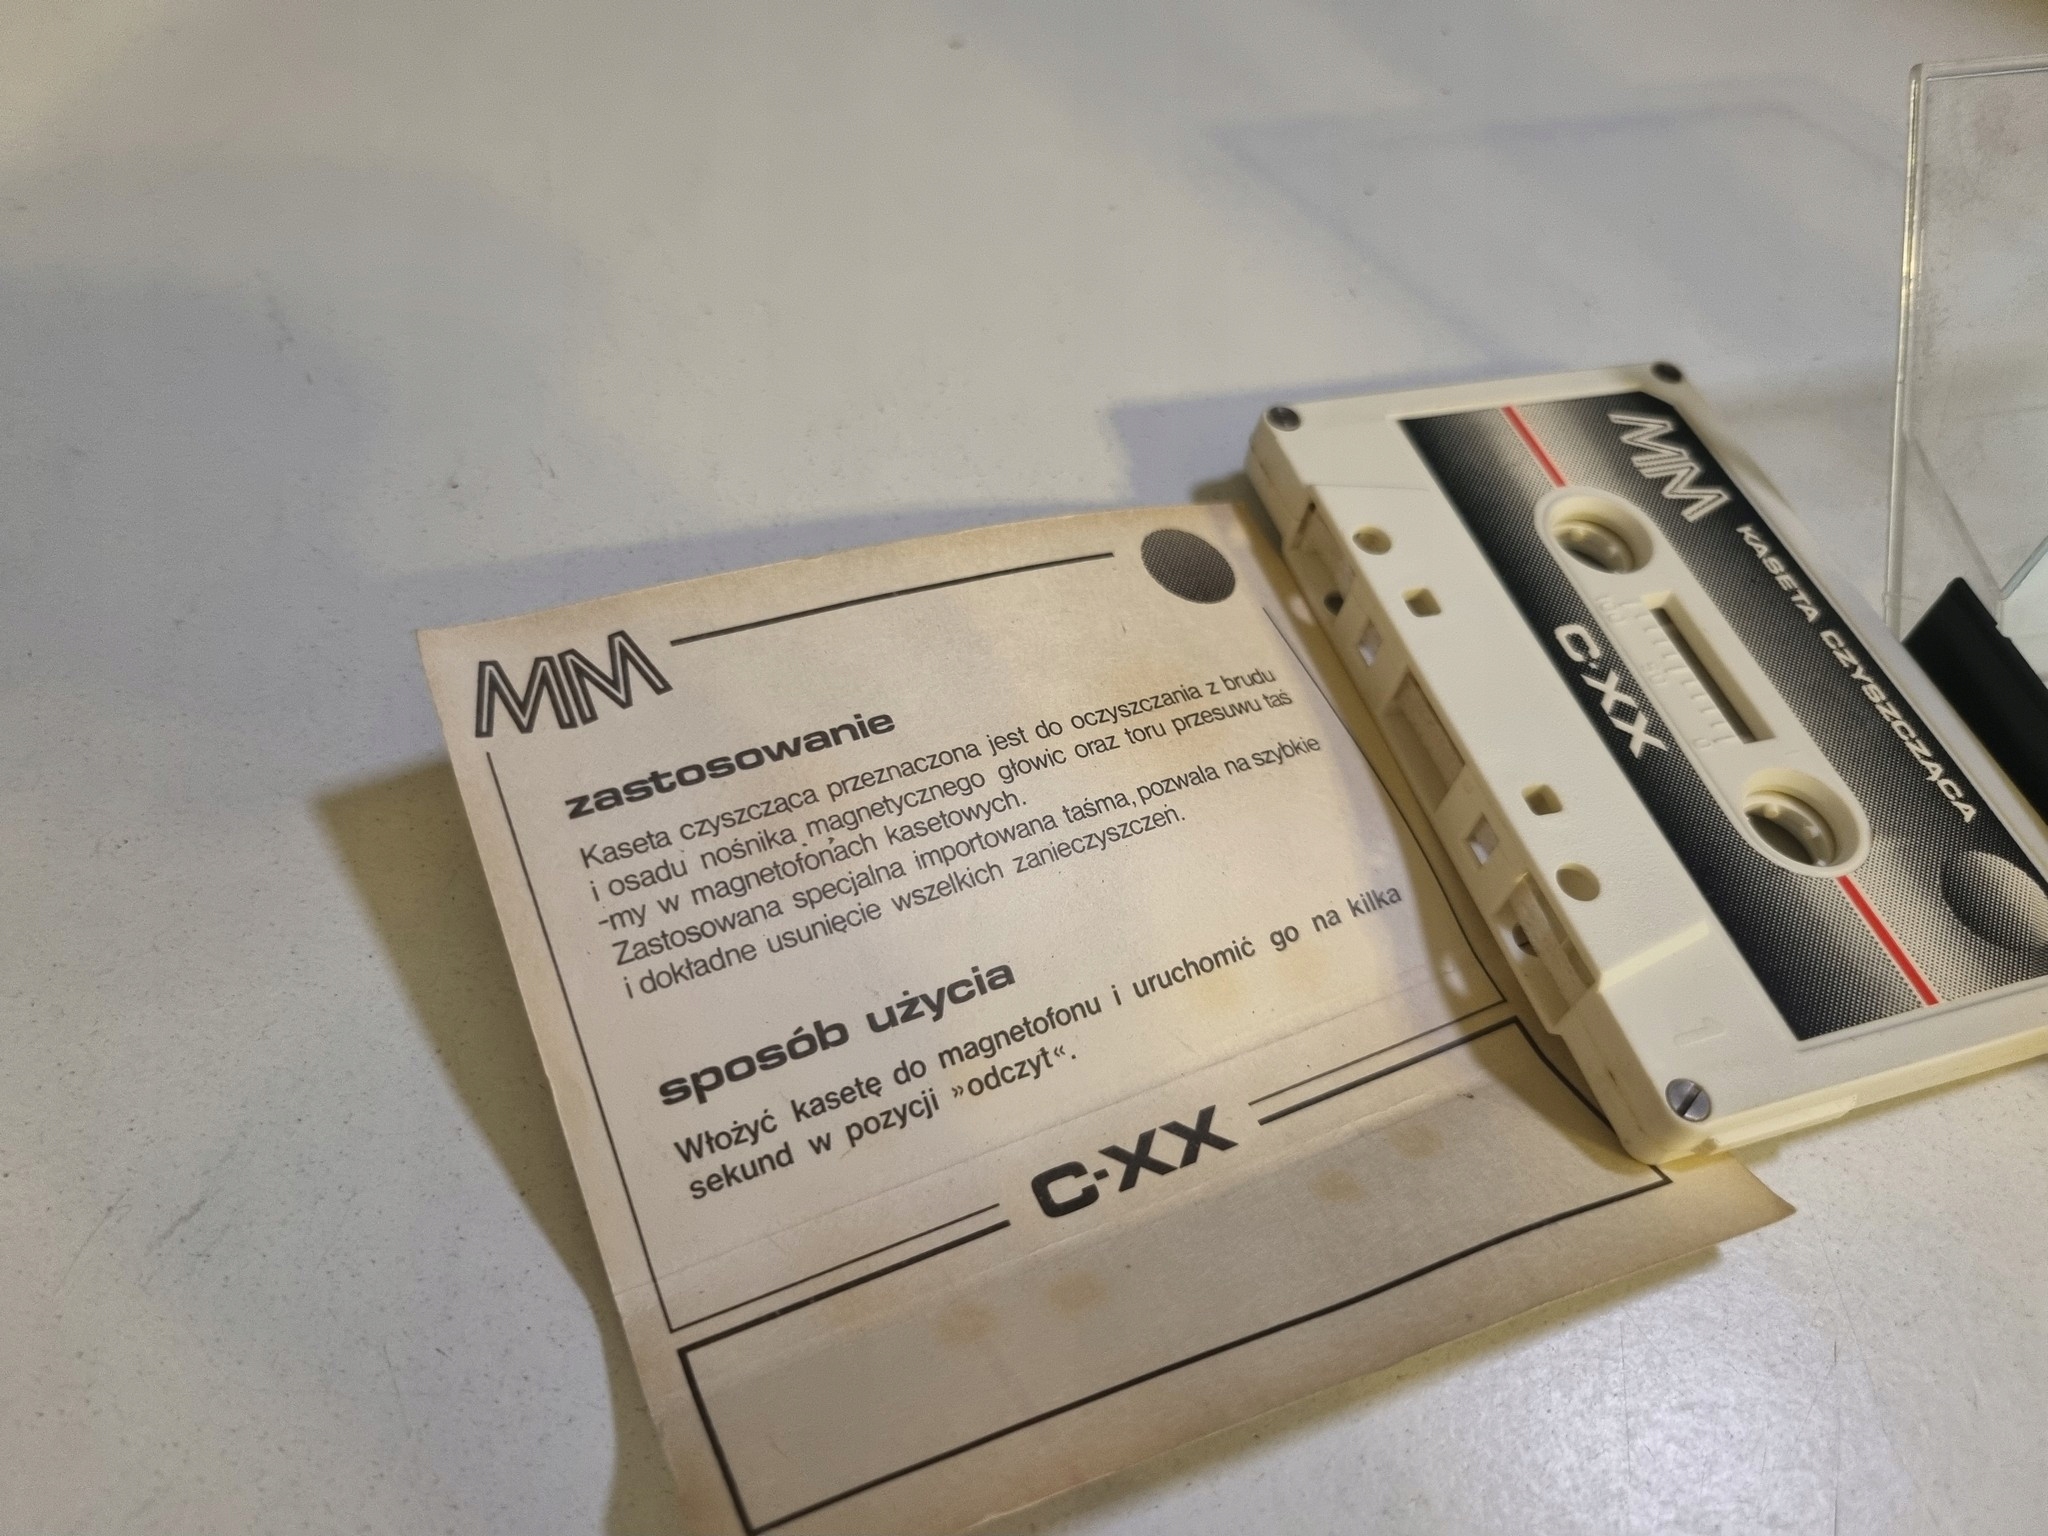 MM
zastosowanie
Kaseta czyszcząca przeznaczona jest do oczyszczania z brudu
i osadu nośnika magnetycznego głowic oraz toru przesuwu taś
-my w magnetofonach kasetowych.
Zastosowana specjalna importowana taśma, pozwala na szybkie
i dokładne usunięcie wszelkich zanieczyszczeń.
sposób użycia
Włożyć kasetę do magnetofonu i uruchomić go na kilka
sekund w pozycji »odczyt«.
C-XX
MM KASETA CZYSZCZĄCA
C-XX
1